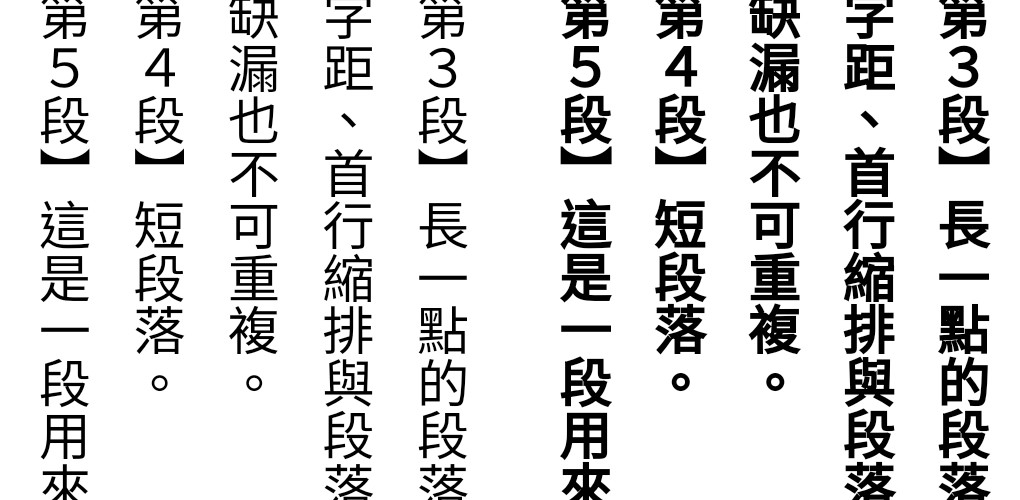 第３段】長一點的段落
字距、首行縮排與段落
缺漏也不可重複。
第４段】短段落。
第５段】這是一段用來
第３段】長一點的段落
字距、首行縮排與段落
缺漏也不可重複。
第４段】短段落。
第５段】這是一段用來